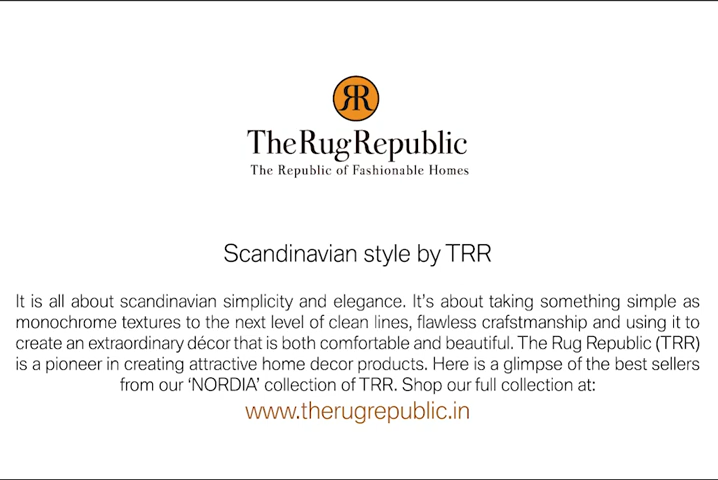 RR
TheRugRepublic
The Republic of Fashionable Homes
Scandinavian style by TRR
It is all about scandinavian simplicity and elegance. It's about taking something simple as
monochrome textures to the next level of clean lines, flawless crafstmanship and using it to
create an extraordinary décor that is both comfortable and beautiful. The Rug Republic (TRR)
is a pioneer in creating attractive home decor products. Here is a glimpse of the best sellers
from our ‘NORDIA’ collection of TRR. Shop our full collection at:
www.therugrepublic.in